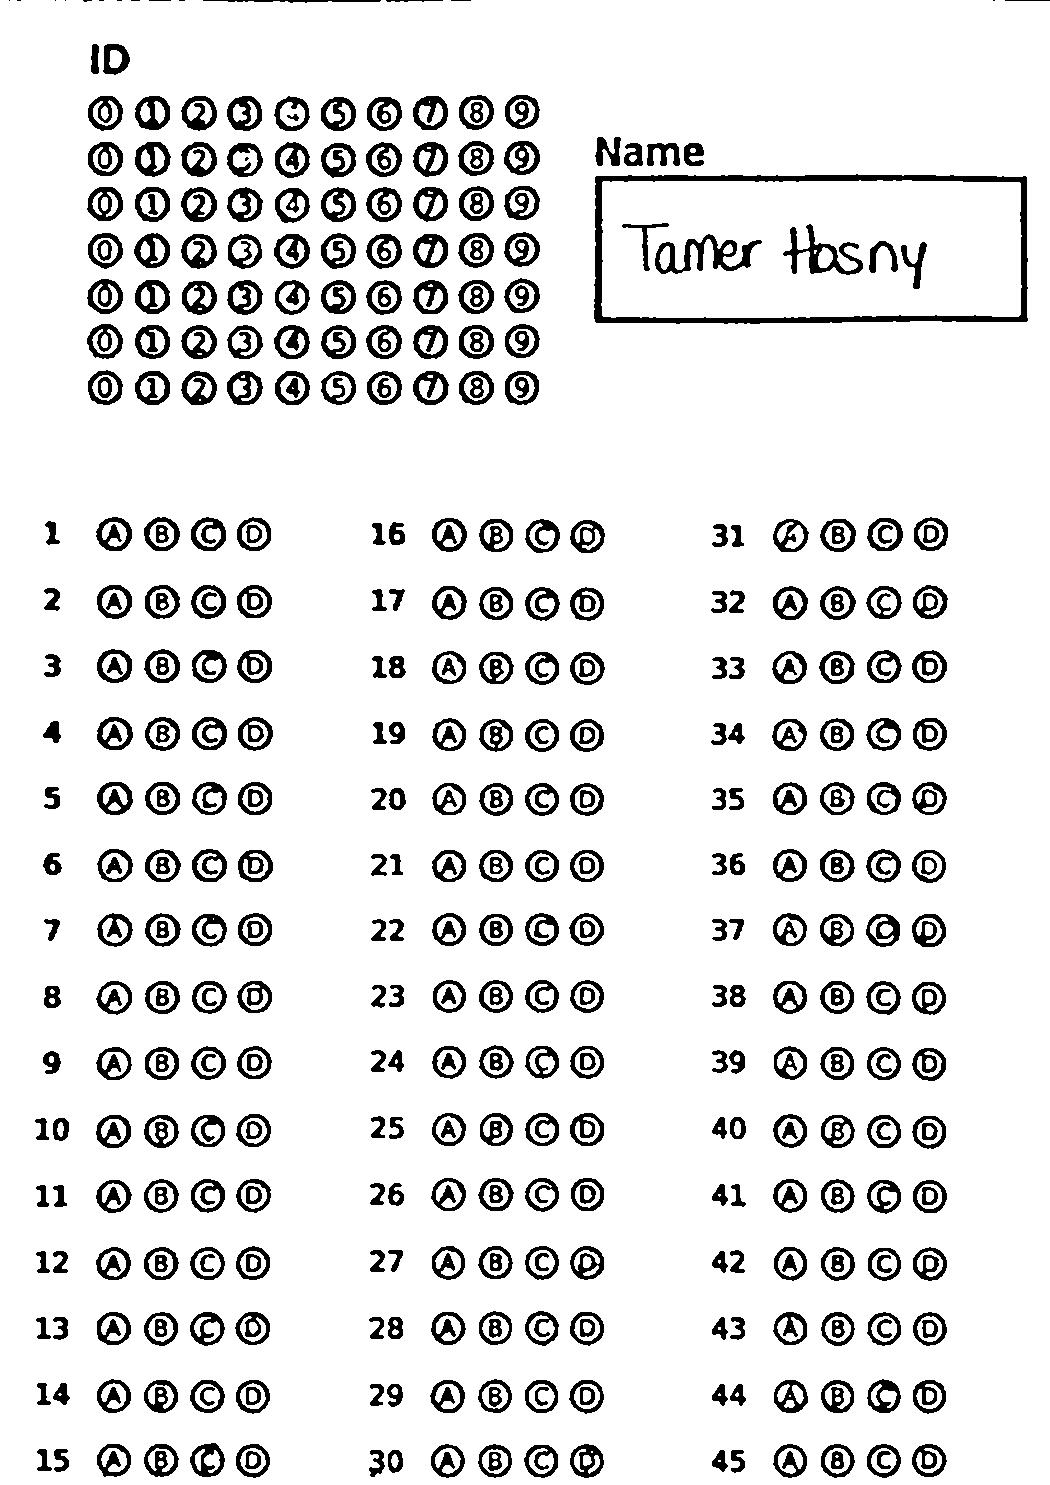 ID
0 1 2 3 5 6 7 8 9
0 1 2 4 5 6 7 8 9
0 1 2 3 4 5 6 7 8 9
0 1 2 3 4 5 6 7 8 9
0 1 2 3 4 5 6 7 8 9
0 1 2 3 4 5 6 7 8 9
0 1 2 3 4 5 6 7 8 9
Name
Tamer Hosny
1 A B C D
2 A B C D
3 A B C D
4 A B C D
5 A B C D
6 A B C D
7 A B C D
8 A B C D
9 A B C D
10 A B C D
11 A B C D
12 A B C D
13 A B C D
14 A B C D
15 A B C D
16 A B C D
17 A B C D
18 A B C D
19 A B C D
20 A B C D
21 A B C D
22 A B C D
23 A B C D
24 A B C D
25 A B C D
26 A B C D
27 A B C D
28 A B C D
29 A B C D
30 A B C D
31 A B C D
32 A B C D
33 A B C D
34 A B C D
35 A B C D
36 A B C D
37 A B C D
38 A B C D
39 A B C D
40 A B C D
41 A B C D
42 A B C D
43 A B C D
44 A B C D
45 A B C D